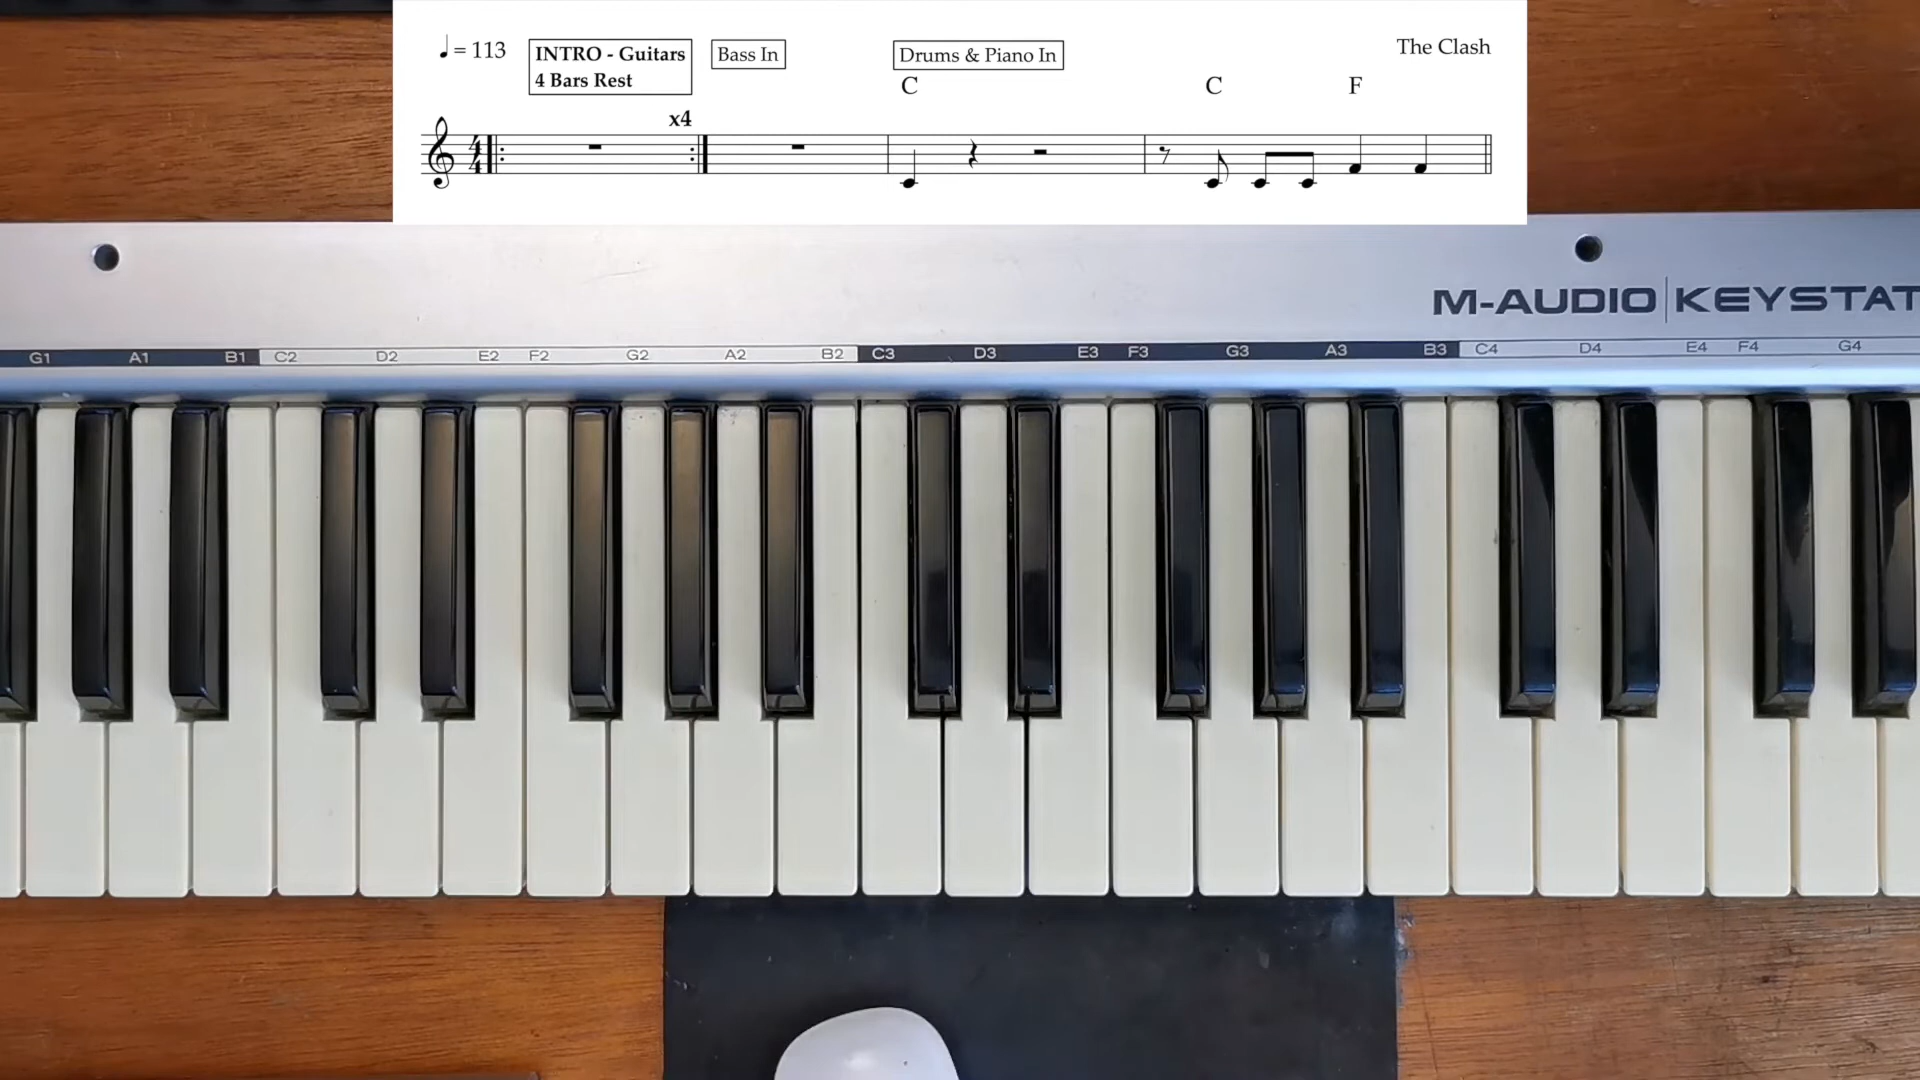 ♩ = 113
INTRO - Guitars
4 Bars Rest
Bass In
Drums & Piano In
The Clash
C
C
F
x4
4
4
M-AUDIO KEYSTAT
G1 A1 B1 C2 D2 E2 F2 G2 A2 B2 C3 D3 E3 F3 G3 A3 B3 C4 D4 E4 F4 G4